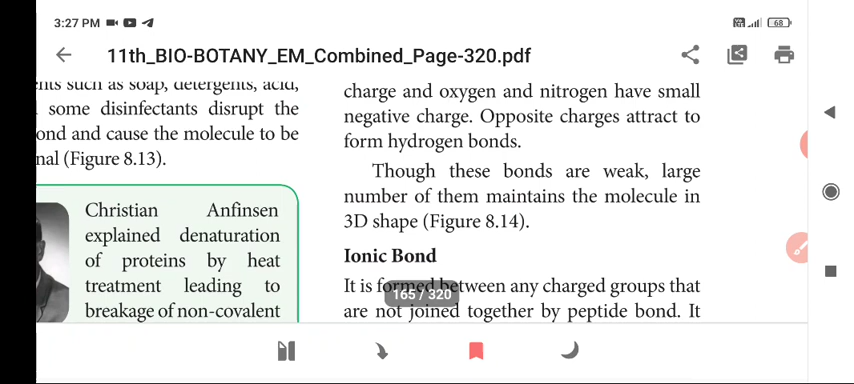 3:27 PM
68
11th_BIO-BOTANY_EM_Combined_Page-320.pdf
ents such as soap, detergents, acid,
some disinfectants disrupt the
ond and cause the molecule to be
nal (Figure 8.13).
Christian Anfinsen
explained denaturation
of proteins by heat
treatment leading to
breakage of non-covalent
charge and oxygen and nitrogen have small
negative charge. Opposite charges attract to
form hydrogen bonds.
Though these bonds are weak, large
number of them maintains the molecule in
3D shape (Figure 8.14).
Ionic Bond
It is formed between any charged groups that
are not joined together by peptide bond. It
165 / 320